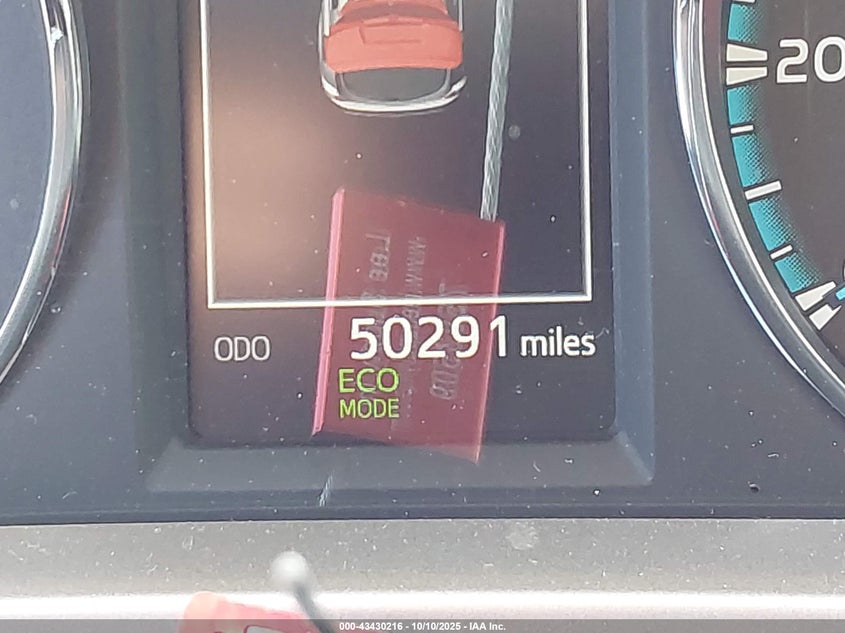 20
ODO 50291 miles
ECO
MODE
000-43430216 - 10/10/2025 - IAA Inc.